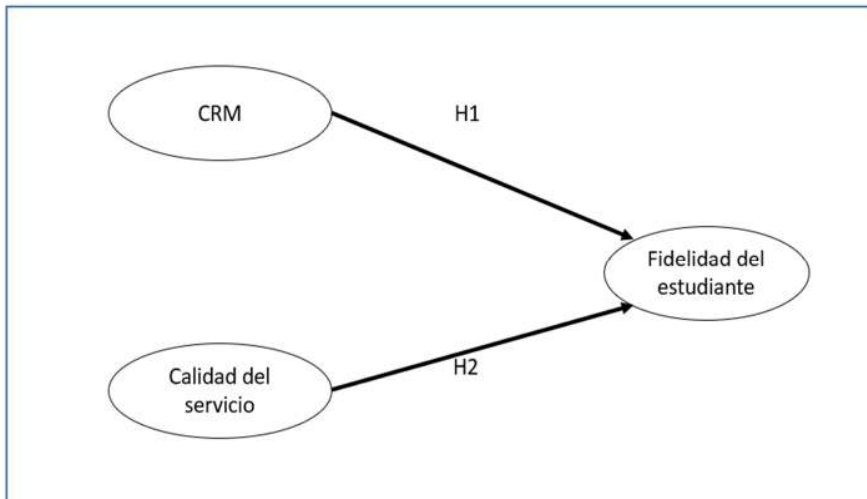 CRM
H1
Fidelidad del
estudiante
H2
Calidad del
servicio